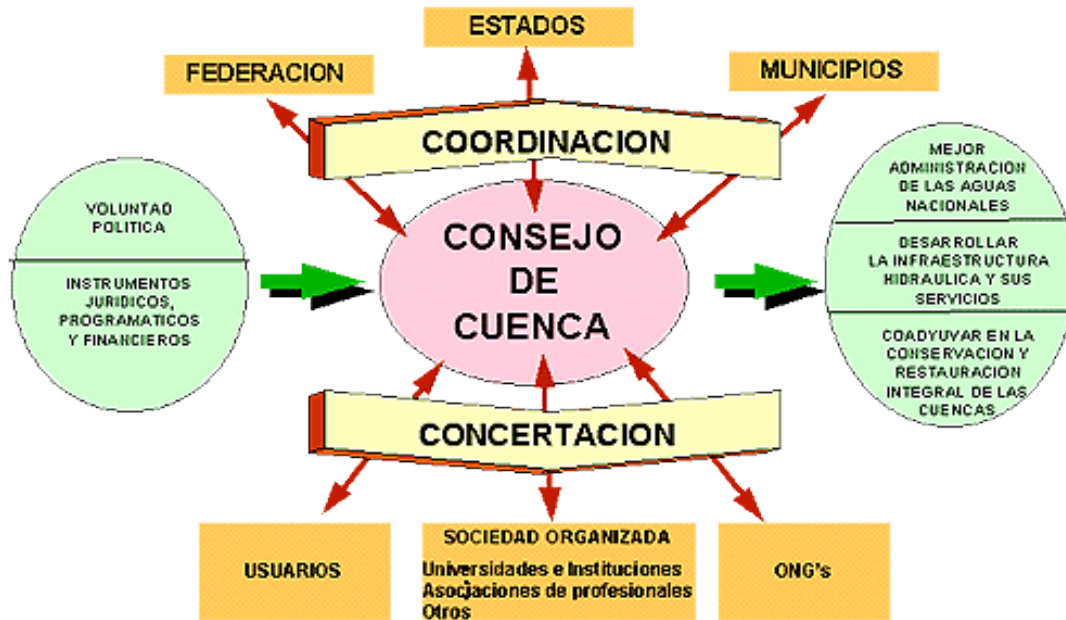 ESTADOS
FEDERACION
MUNICIPIOS
COORDINACION
VOLUNTAD
POLITICA
INSTRUMENTOS
JURIDICOS,
PROGRAMATICOS
Y FINANCIEROS
CONSEJO
DE
CUENCA
MEJOR
ADMINISTRACION
DE LAS AGUAS
NACIONALES
DESARROLLAR
LA INFRAESTRUCTURA
HIDRAULICA Y SUS
SERVICIOS
COADYUVAR EN LA
CONSERVACION Y
RESTAURACION
INTEGRAL DE LAS
CUENCAS
CONCERTACION
USUARIOS
SOCIEDAD ORGANIZADA
Universidades e Instituciones
Asociaciones de profesionales
Otros
ONG's